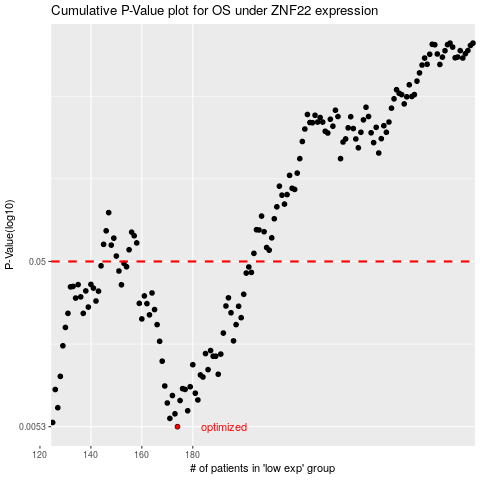 Cumulative P-Value plot for OS under ZNF22 expression
P-Value(log10)
0.05
0.0053
optimized
120 140 160 180
# of patients in 'low exp' group